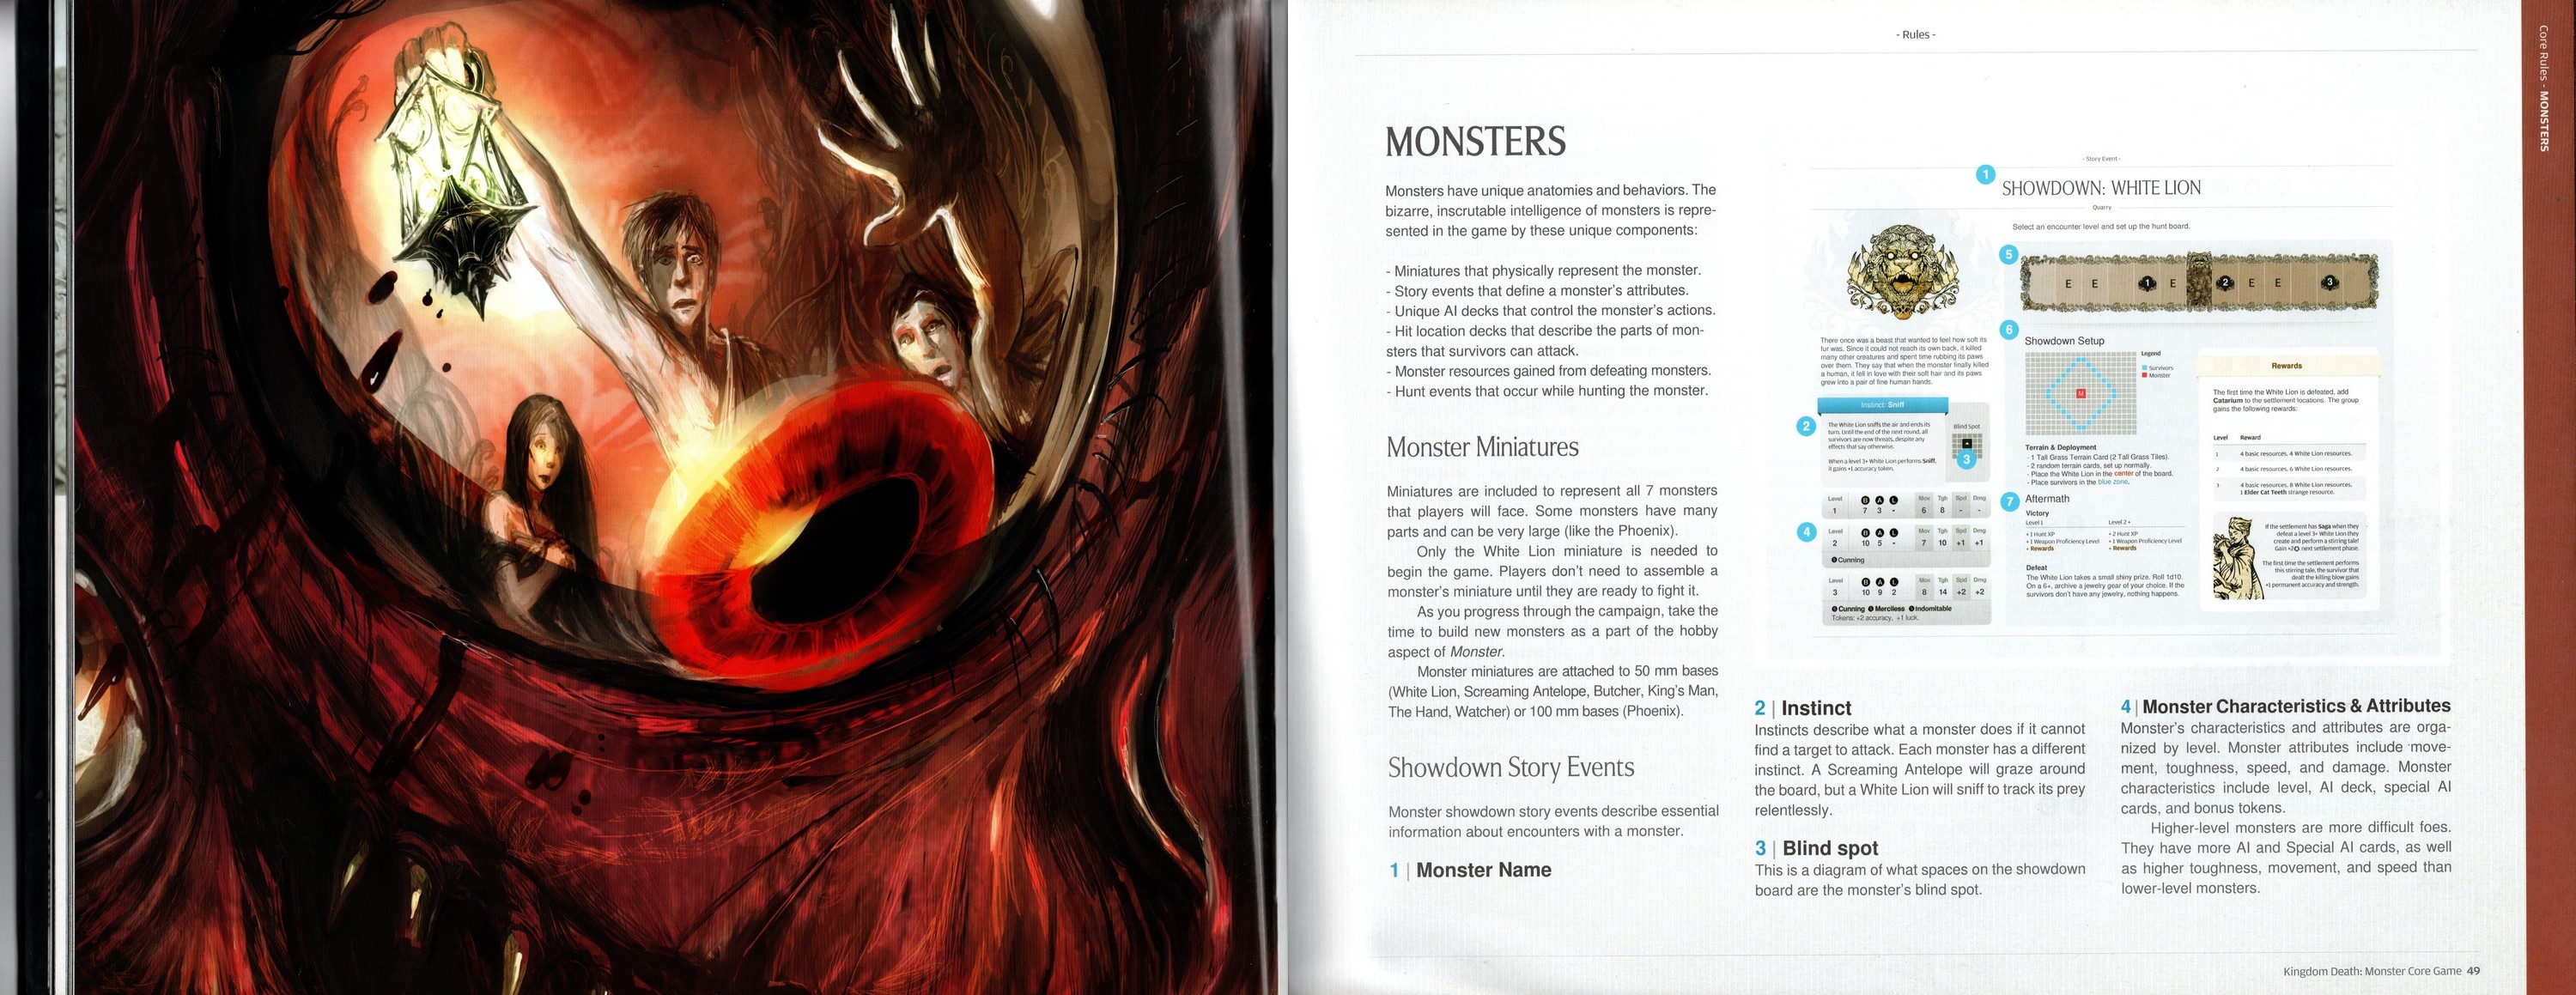 - Rules -
Core Rules - MONSTERS
MONSTERS
Monsters have unique anatomies and behaviors. The
bizarre, inscrutable intelligence of monsters is repre-
sented in the game by these unique components:
- Miniatures that physically represent the monster.
- Story events that define a monster's attributes.
- Unique AI decks that control the monster's actions.
- Hit location decks that describe the parts of mon-
sters that survivors can attack.
- Monster resources gained from defeating monsters.
- Hunt events that occur while hunting the monster.
Monster Miniatures
Miniatures are included to represent all 7 monsters
that players will face. Some monsters have many
parts and can be very large (like the Phoenix).
Only the White Lion miniature is needed to
begin the game. Players don't need to assemble a
monster's miniature until they are ready to fight it.
As you progress through the campaign, take the
time to build new monsters as a part of the hobby
aspect of Monster.
Monster miniatures are attached to 50 mm bases
(White Lion, Screaming Antelope, Butcher, King's Man,
The Hand, Watcher) or 100 mm bases (Phoenix).
Showdown Story Events
Monster showdown story events describe essential
information about encounters with a monster.
1 | Monster Name
- Story Event -
1
SHOWDOWN: WHITE LION
Quarry
Select an encounter level and set up the hunt board.
There once was a beast that wanted to feel how soft its
fur was. Since it could not reach its own back, it killed
many other creatures and spent time rubbing its paws
over them. They say that when the monster finally killed
a human, it fell in love with their soft hair and its paws
grew into a pair of fine human hands.
2
Instinct: Sniff
The White Lion sniffs the air and ends its
turn. Until the end of the next round, all
survivors are now threats, despite any
effects that say otherwise.
When a level 3+ White Lion performs Sniff,
it gains +1 accuracy token.
Blind Spot
3
Level B A L Mov Tgh Spd Dmg
1 7 3 - 6 8 - -
4
Level B A L Mov Tgh Spd Dmg
2 10 5 - 7 10 +1 +1
Cunning
Level B A L Mov Tgh Spd Dmg
3 10 9 2 8 14 +2 +2
Cunning Merciless Indomitable
Tokens: +2 accuracy, +1 luck.
5
E E 1 E 2 E E 3
6
Showdown Setup
Legend
Survivors
Monster
M
Terrain & Deployment
- 1 Tall Grass Terrain Card (2 Tall Grass Tiles).
- 2 random terrain cards, set up normally.
- Place the White Lion in the center of the board.
- Place survivors in the blue zone.
7
Aftermath
Victory
Level 1 Level 2 +
+1 Hunt XP +2 Hunt XP
+1 Weapon Proficiency Level +1 Weapon Proficiency Level
+ Rewards + Rewards
Defeat
The White Lion takes a small shiny prize. Roll 1d10.
On a 6+, archive a jewelry gear of your choice. If the
survivors don't have any jewelry, nothing happens.
Rewards
The first time the White Lion is defeated, add
Catarium to the settlement locations. The group
gains the following rewards:
Level Reward
1 4 basic resources, 4 White Lion resources.
2 4 basic resources, 6 White Lion resources.
3 4 basic resources, 8 White Lion resources,
1 Elder Cat Teeth strange resource.
If the settlement has Saga when they
defeat a level 3+ White Lion they
create and perform a stirring tale!
Gain +2 next settlement phase.
The first time the survivor performs
this stirring tale, the survivor that
dealt the killing blow gains
+1 permanent accuracy and strength.
2 | Instinct
Instincts describe what a monster does if it cannot
find a target to attack. Each monster has a different
instinct. A Screaming Antelope will graze around
the board, but a White Lion will sniff to track its prey
relentlessly.
3 | Blind spot
This is a diagram of what spaces on the showdown
board are the monster's blind spot.
4 | Monster Characteristics & Attributes
Monster's characteristics and attributes are orga-
nized by level. Monster attributes include move-
ment, toughness, speed, and damage. Monster
characteristics include level, AI deck, special AI
cards, and bonus tokens.
Higher-level monsters are more difficult foes.
They have more AI and Special AI cards, as well
as higher toughness, movement, and speed than
lower-level monsters.
Kingdom Death: Monster Core Game 49